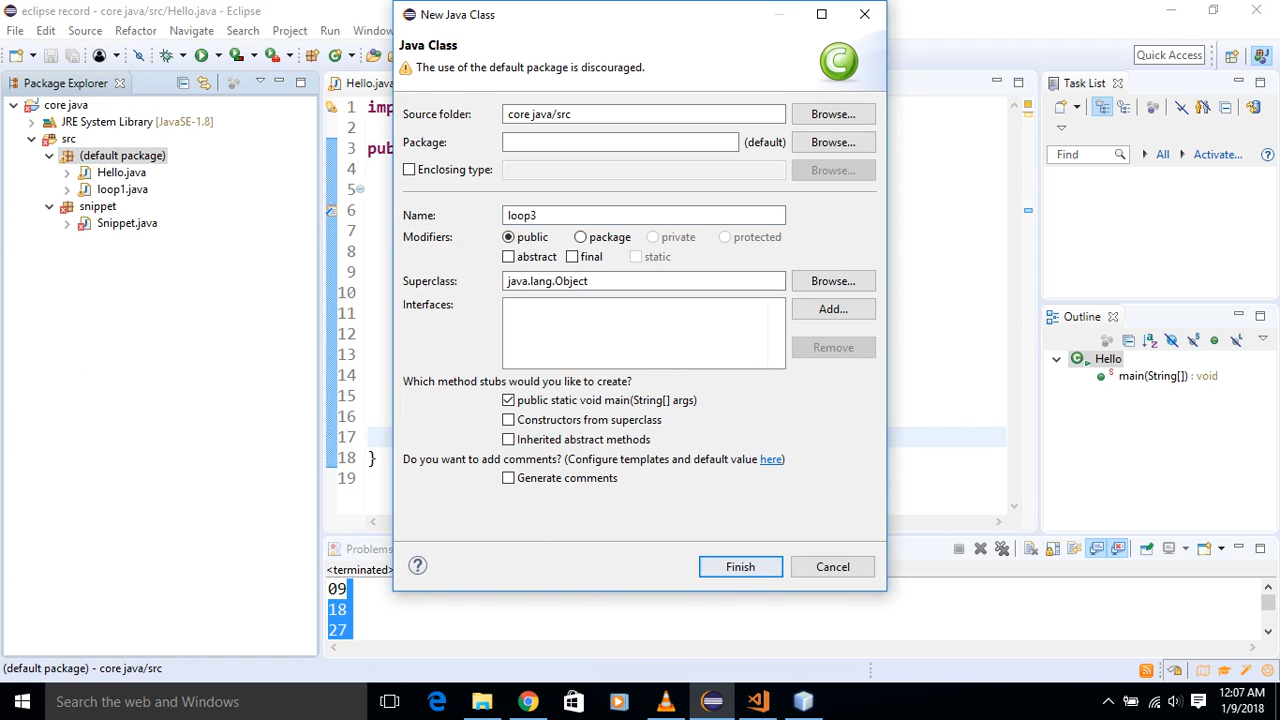 eclipse record - core java/src/Hello.java - Eclipse
File Edit Source Refactor Navigate Search Project Run Window
Quick Access
Package Explorer
core java
JRE System Library [JavaSE-1.8]
src
(default package)
Hello.java
loop1.java
snippet
Snippet.java
Hello.java
1 imp
2
3 pub
4
5
6
7
8
9
10
11
12
13
14
15
16
17
18 }
19
New Java Class
Java Class
The use of the default package is discouraged.
Source folder: core java/src Browse...
Package: (default) Browse...
Enclosing type: Browse...
Name: loop3
Modifiers: public package private protected
abstract final static
Superclass: java.lang.Object Browse...
Interfaces: Add...
Remove
Which method stubs would you like to create?
public static void main(String[] args)
Constructors from superclass
Inherited abstract methods
Do you want to add comments? (Configure templates and default value here)
Generate comments
Finish Cancel
Task List
Find All Activate...
Outline
Hello
main(String[]) : void
Problems
<terminated>
09
18
27
(default package) - core java/src
Search the web and Windows
12:07 AM
1/9/2018